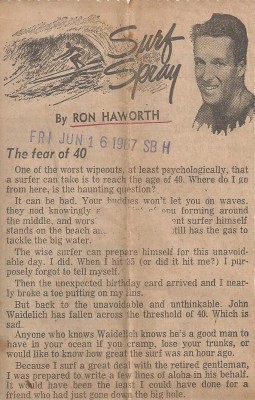 Surf
Spray
By RON HAWORTH
FRI JUN 16 1967 SB H
The fear of 40
One of the worst wipeouts, at least psychologically, that
a surfer can take is to reach the age of 40. Where do I go
from here, is the haunting question?
It can be bad. Your buddies won't let you on waves.
they nod knowingly a of you forming around
the middle, and wors ent surfer himself
stands on the beach a still has the gas to
tackle the big water.
The wise surfer can prepare himself for this unavoid-
able day. I did. When I hit 35 (or did it hit me?) I pur-
posely forgot to tell myself.
Then the unexpected birthday card arrived and I near-
ly broke a toe putting on my fins.
But back to the unavoidable and unthinkable. John
Waidelich has fallen across the threshold of 40. Which is
sad.
Anyone who knows Waidelich knows he's a good man to
have in your ocean if you cramp, lose your trunks, or
would like to know how great the surf was an hour ago.
Because I surf a great deal with the retired gentleman,
I was prepared to write a few lines of aloha in his behalf.
It would have been the least I could have done for a
friend who had just gone down the big hole.